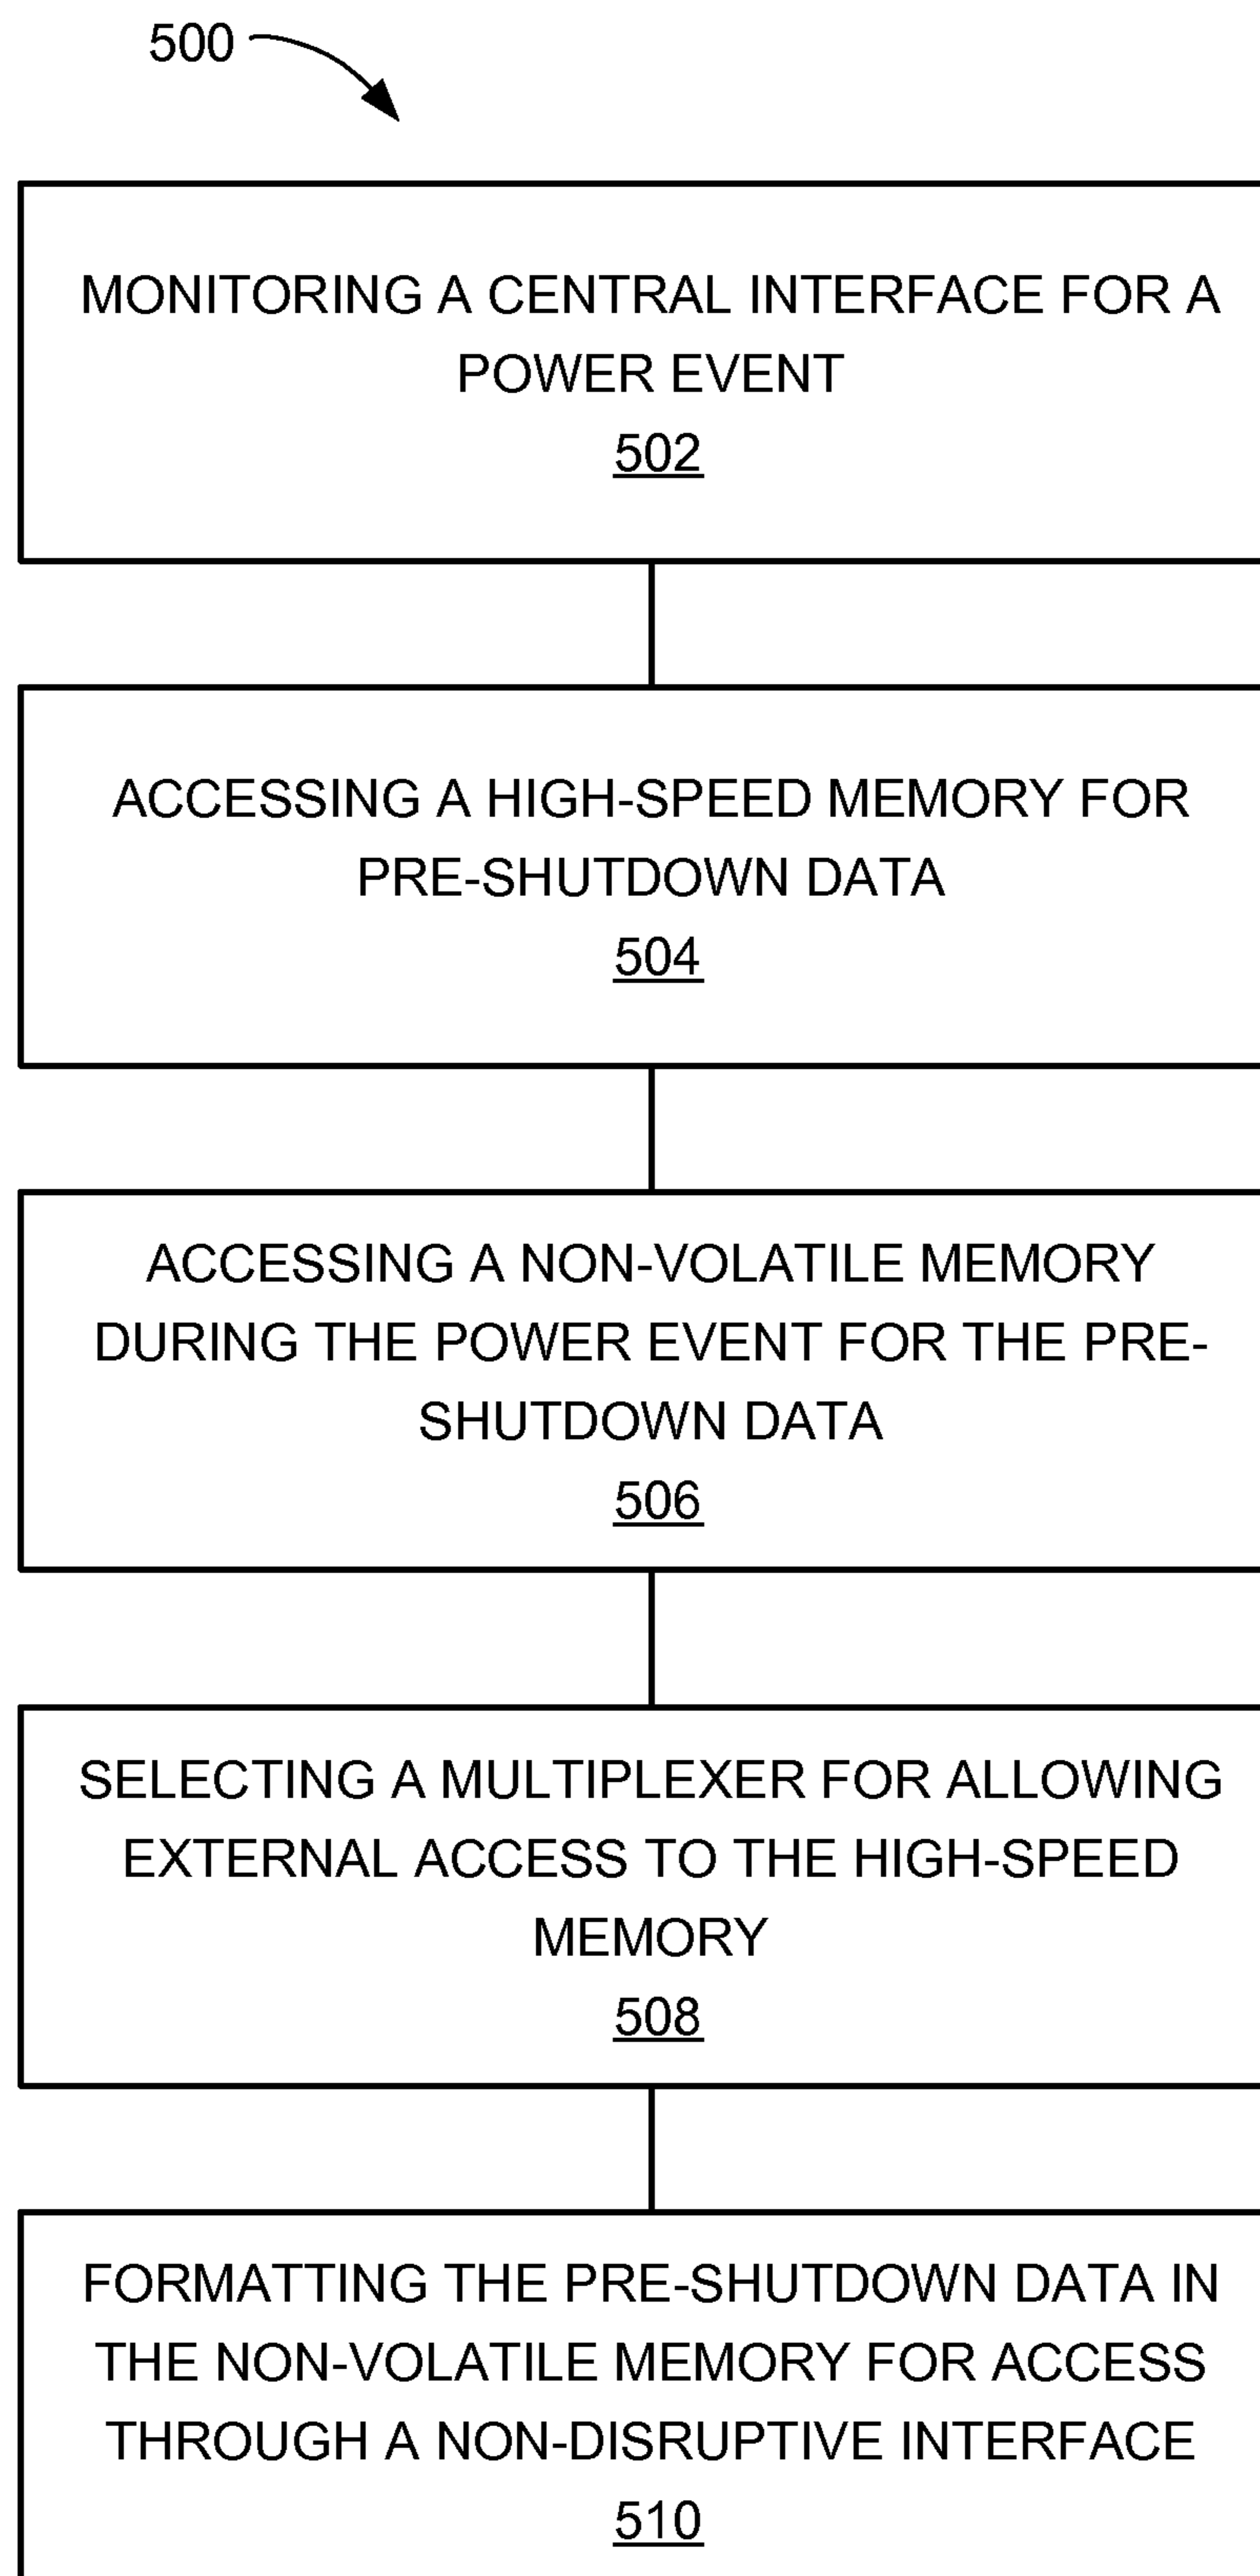 500
MONITORING A CENTRAL INTERFACE FOR A
POWER EVENT
502
ACCESSING A HIGH-SPEED MEMORY FOR
PRE-SHUTDOWN DATA
504
ACCESSING A NON-VOLATILE MEMORY
DURING THE POWER EVENT FOR THE PRE-
SHUTDOWN DATA
506
SELECTING A MULTIPLEXER FOR ALLOWING
EXTERNAL ACCESS TO THE HIGH-SPEED
MEMORY
508
FORMATTING THE PRE-SHUTDOWN DATA IN
THE NON-VOLATILE MEMORY FOR ACCESS
THROUGH A NON-DISRUPTIVE INTERFACE
510